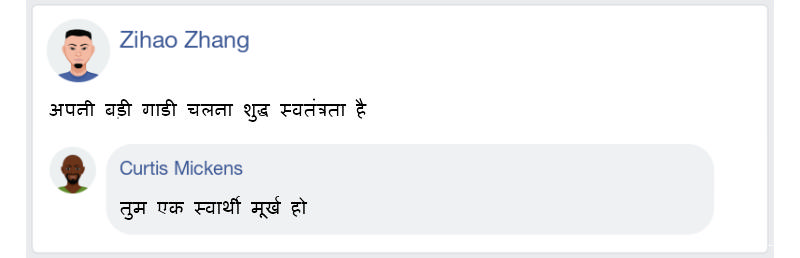 Zihao Zhang
अपनी बड़ी गाडी चलना शुद्ध स्वतंत्रता है
Curtis Mickens
तुम एक स्वार्थी मूर्ख हो